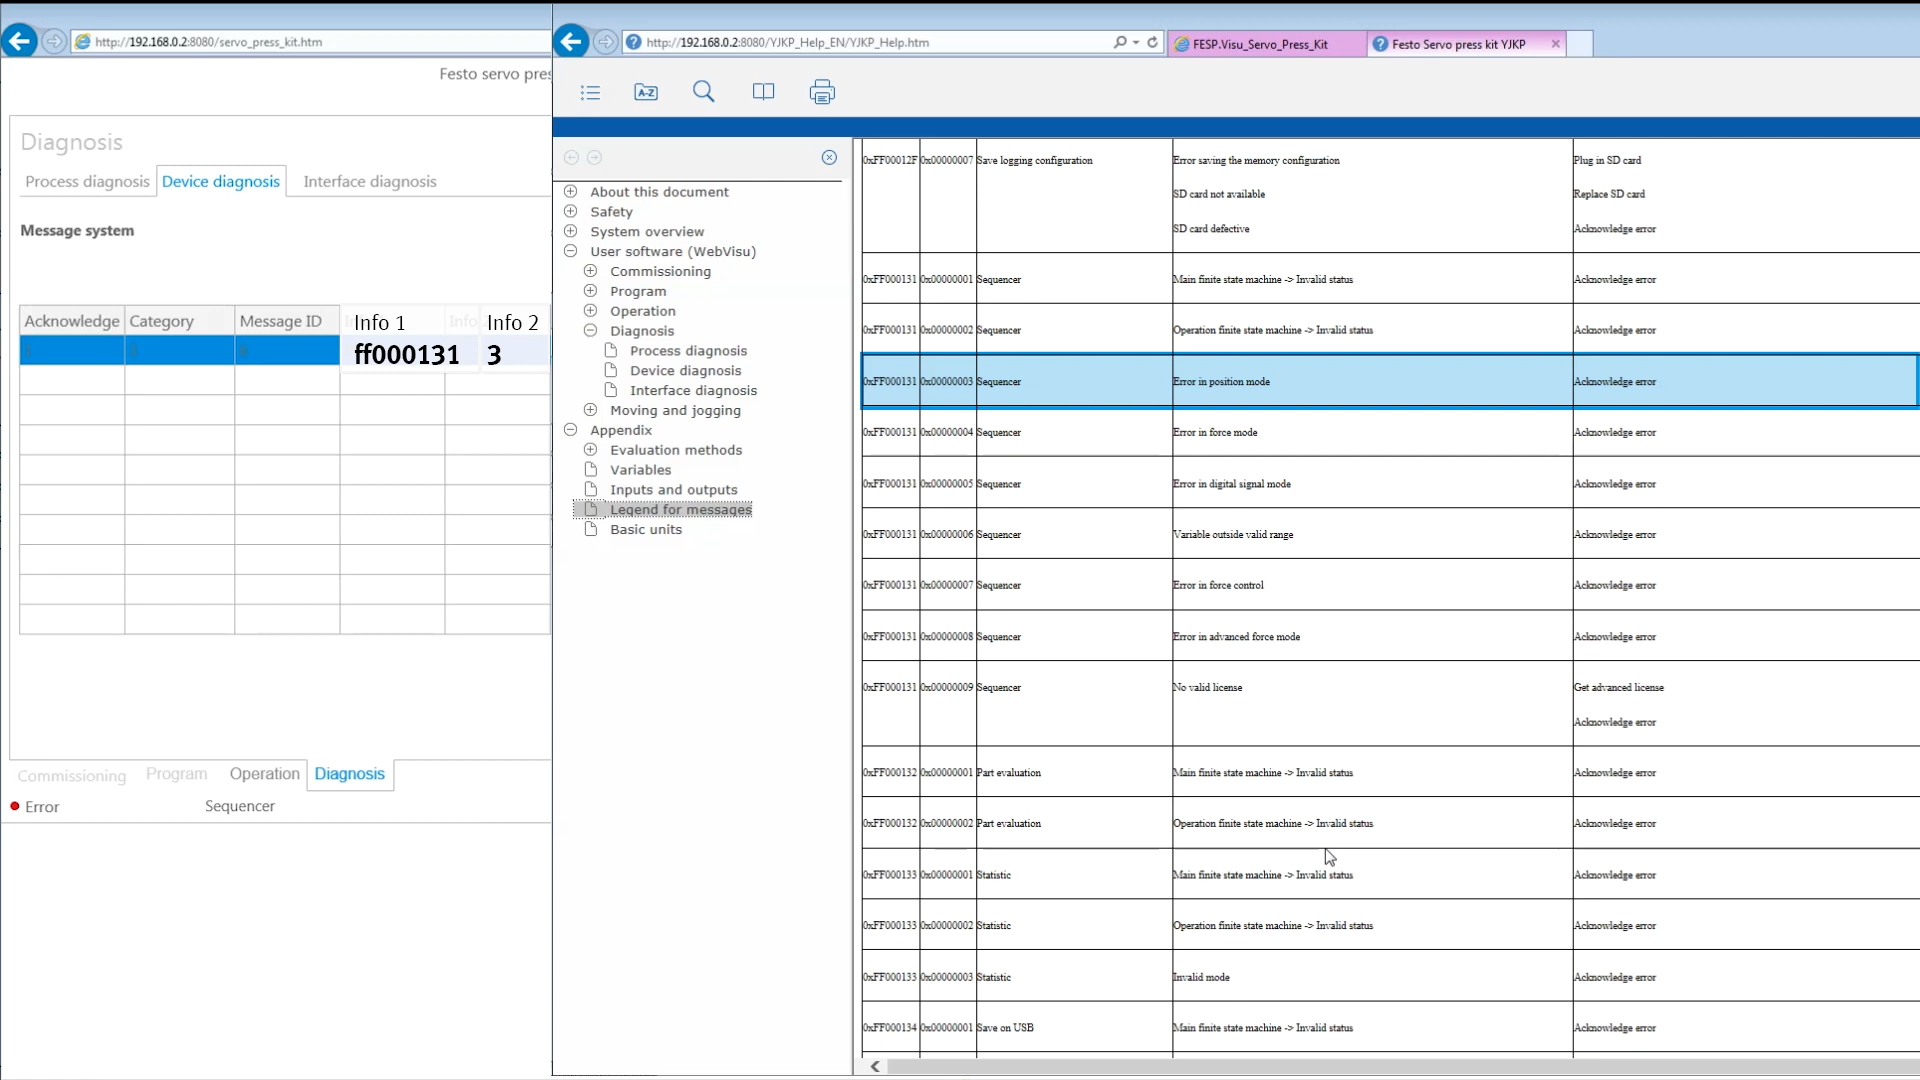 http://192.168.0.2:8080/servo_press_kit.htm
Festo servo pres
Diagnosis
Process diagnosis
Device diagnosis
Interface diagnosis
Message system
Acknowledge Category Message ID Info 1 Info Info 2
ff000131 3
Commissioning Program Operation Diagnosis
Error Sequencer
http://192.168.0.2:8080/YJKP_Help_EN/YJKP_Help.htm
FESP.Visu_Servo_Press_Kit
Festo Servo press kit YJKP
A-Z
About this document
Safety
System overview
User software (WebVisu)
Commissioning
Program
Operation
Diagnosis
Process diagnosis
Device diagnosis
Interface diagnosis
Moving and jogging
Appendix
Evaluation methods
Variables
Inputs and outputs
Legend for messages
Basic units
0xFF00012F 0x00000007 Save logging configuration Error saving the memory configuration Plug in SD card
SD card not available Replace SD card
SD card defective Acknowledge error
0xFF000131 0x00000001 Sequencer Main finite state machine -> Invalid status Acknowledge error
0xFF000131 0x00000002 Sequencer Operation finite state machine -> Invalid status Acknowledge error
0xFF000131 0x00000003 Sequencer Error in position mode Acknowledge error
0xFF000131 0x00000004 Sequencer Error in force mode Acknowledge error
0xFF000131 0x00000005 Sequencer Error in digital signal mode Acknowledge error
0xFF000131 0x00000006 Sequencer Variable outside valid range Acknowledge error
0xFF000131 0x00000007 Sequencer Error in force control Acknowledge error
0xFF000131 0x00000008 Sequencer Error in advanced force mode Acknowledge error
0xFF000131 0x00000009 Sequencer No valid license Get advanced license
Acknowledge error
0xFF000132 0x00000001 Part evaluation Main finite state machine -> Invalid status Acknowledge error
0xFF000132 0x00000002 Part evaluation Operation finite state machine -> Invalid status Acknowledge error
0xFF000133 0x00000001 Statistic Main finite state machine -> Invalid status Acknowledge error
0xFF000133 0x00000002 Statistic Operation finite state machine -> Invalid status Acknowledge error
0xFF000133 0x00000003 Statistic Invalid mode Acknowledge error
0xFF000134 0x00000001 Save on USB Main finite state machine -> Invalid status Acknowledge error